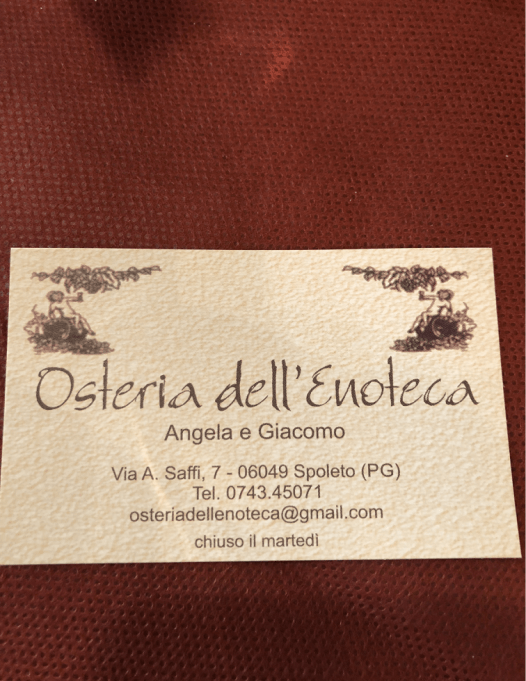 Osteria dell'Enoteca
Angela e Giacomo
Via A. Saffi, 7 - 06049 Spoleto (PG)
Tel. 0743.45071
osteriadellenoteca@gmail.com
chiuso il martedì